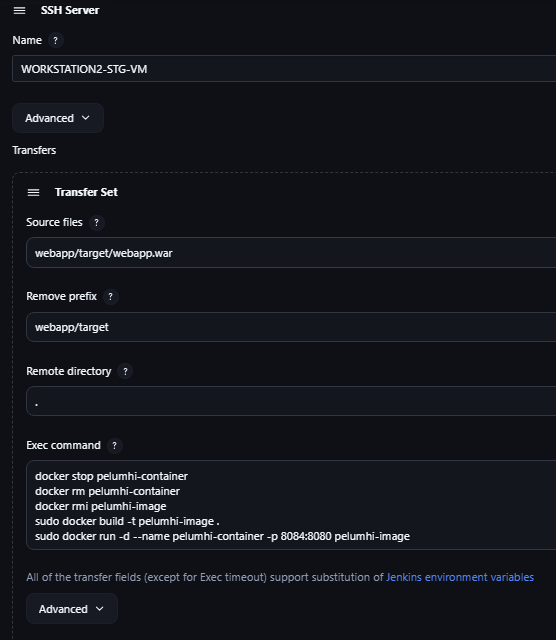 SSH Server
Name ?
WORKSTATION2-STG-VM
Advanced
Transfers
Transfer Set
Source files ?
webapp/target/webapp.war
Remove prefix ?
webapp/target
Remote directory ?
.
Exec command ?
docker stop pelumhi-container
docker rm pelumhi-container
docker rmi pelumhi-image
sudo docker build -t pelumhi-image .
sudo docker run -d --name pelumhi-container -p 8084:8080 pelumhi-image
All of the transfer fields (except for Exec timeout) support substitution of Jenkins environment variables
Advanced